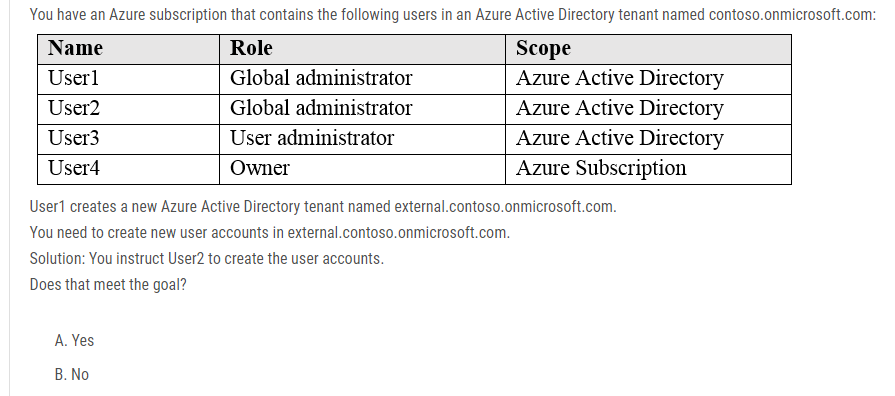 You have an Azure subscription that contains the following users in an Azure Active Directory tenant named contoso.onmicrosoft.com:
Name Role Scope
User1 Global administrator Azure Active Directory
User2 Global administrator Azure Active Directory
User3 User administrator Azure Active Directory
User4 Owner Azure Subscription
User1 creates a new Azure Active Directory tenant named external.contoso.onmicrosoft.com.
You need to create new user accounts in external.contoso.onmicrosoft.com.
Solution: You instruct User2 to create the user accounts.
Does that meet the goal?
A. Yes
B. No